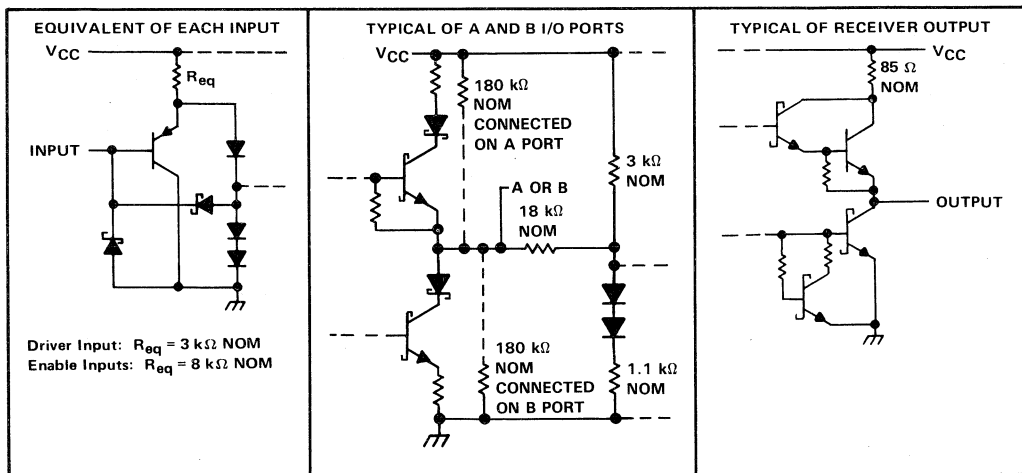 EQUIVALENT OF EACH INPUT
VCC
Req
INPUT
Driver Input: Req = 3 kΩ NOM
Enable Inputs: Req = 8 kΩ NOM
TYPICAL OF A AND B I/O PORTS
VCC
180 kΩ
NOM
CONNECTED
ON A PORT
3 kΩ
NOM
A OR B
18 kΩ
NOM
180 kΩ
NOM
CONNECTED
ON B PORT
1.1 kΩ
NOM
TYPICAL OF RECEIVER OUTPUT
VCC
85 Ω
NOM
OUTPUT